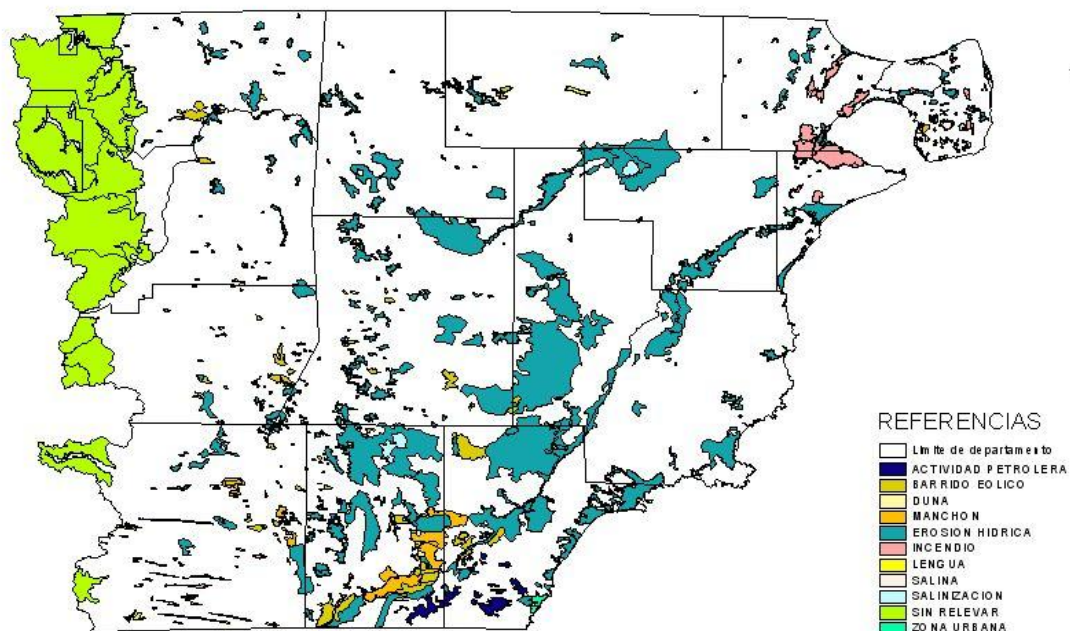 REFERENCIAS
Limite de departamento
ACTIVIDAD PETROLERA
BARRIDO EOLICO
DUNA
MANCHON
EROSION HIDRICA
INCENDIO
LENGUA
SALINA
SALINIZACION
SIN RELEVAR
ZONA URBANA